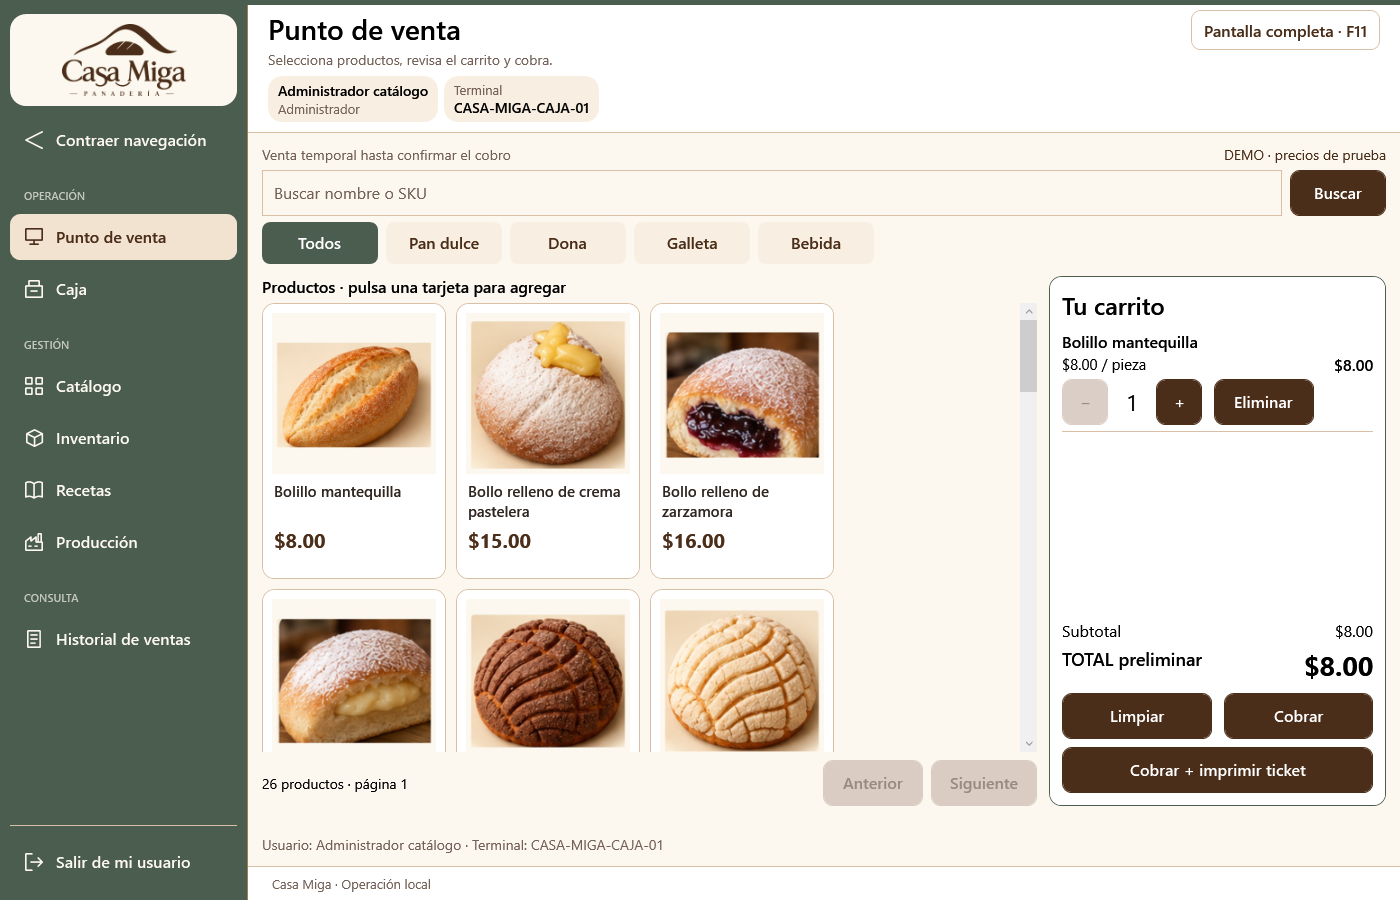 Casa Miga
PANADERÍA
Contraer navegación
OPERACIÓN
Punto de venta
Caja
GESTIÓN
Catálogo
Inventario
Recetas
Producción
CONSULTA
Historial de ventas
Salir de mi usuario
Punto de venta
Selecciona productos, revisa el carrito y cobra.
Administrador catálogo
Administrador
Terminal
CASA-MIGA-CAJA-01
Pantalla completa · F11
Venta temporal hasta confirmar el cobro
DEMO · precios de prueba
Buscar nombre o SKU
Buscar
Todos
Pan dulce
Dona
Galleta
Bebida
Productos · pulsa una tarjeta para agregar
Bolillo mantequilla
$8.00
Bollo relleno de crema
pastelera
$15.00
Bollo relleno de
zarzamora
$16.00
26 productos · página 1
Anterior
Siguiente
Tu carrito
Bolillo mantequilla
$8.00 / pieza
$8.00
− 1 + Eliminar
Subtotal
$8.00
TOTAL preliminar
$8.00
Limpiar
Cobrar
Cobrar + imprimir ticket
Usuario: Administrador catálogo · Terminal: CASA-MIGA-CAJA-01
Casa Miga · Operación local